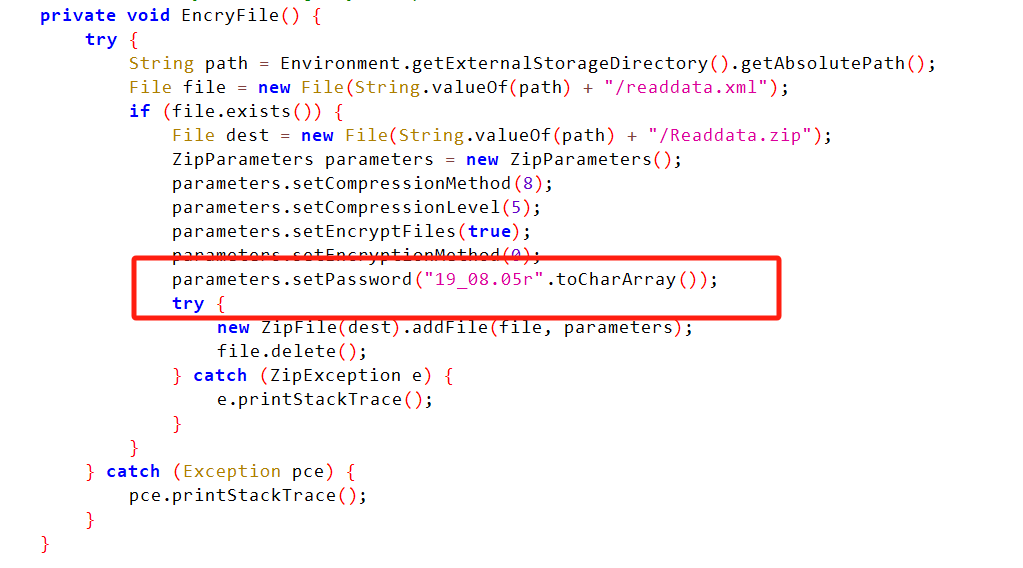 private void EncryFile() {
try {
String path = Environment.getExternalStorageDirectory().getAbsolutePath();
File file = new File(String.valueOf(path) + "/readdata.xml");
if (file.exists()) {
File dest = new File(String.valueOf(path) + "/Readdata.zip");
ZipParameters parameters = new ZipParameters();
parameters.setCompressionMethod(8);
parameters.setCompressionLevel(5);
parameters.setEncryptFiles(true);
parameters.setEncryptionMethod(0);
parameters.setPassword("19_08.05r".toCharArray());
try {
new ZipFile(dest).addFile(file, parameters);
file.delete();
} catch (ZipException e) {
e.printStackTrace();
}
}
} catch (Exception pce) {
pce.printStackTrace();
}
}